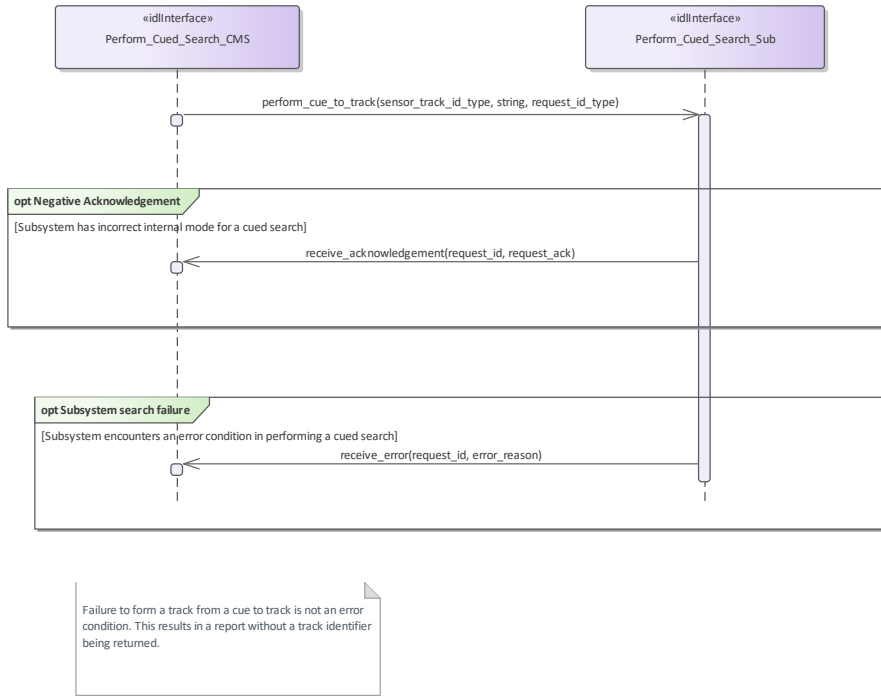 «idlInterface»
Perform_Cued_Search_CMS
«idlInterface»
Perform_Cued_Search_Sub
perform_cue_to_track(sensor_track_id_type, string, request_id_type)
opt Negative Acknowledgement
[Subsystem has incorrect internal mode for a cued search]
receive_acknowledgement(request_id, request_ack)
opt Subsystem search failure
[Subsystem encounters an error condition in performing a cued search]
receive_error(request_id, error_reason)
Failure to form a track from a cue to track is not an error
condition. This results in a report without a track identifier
being returned.